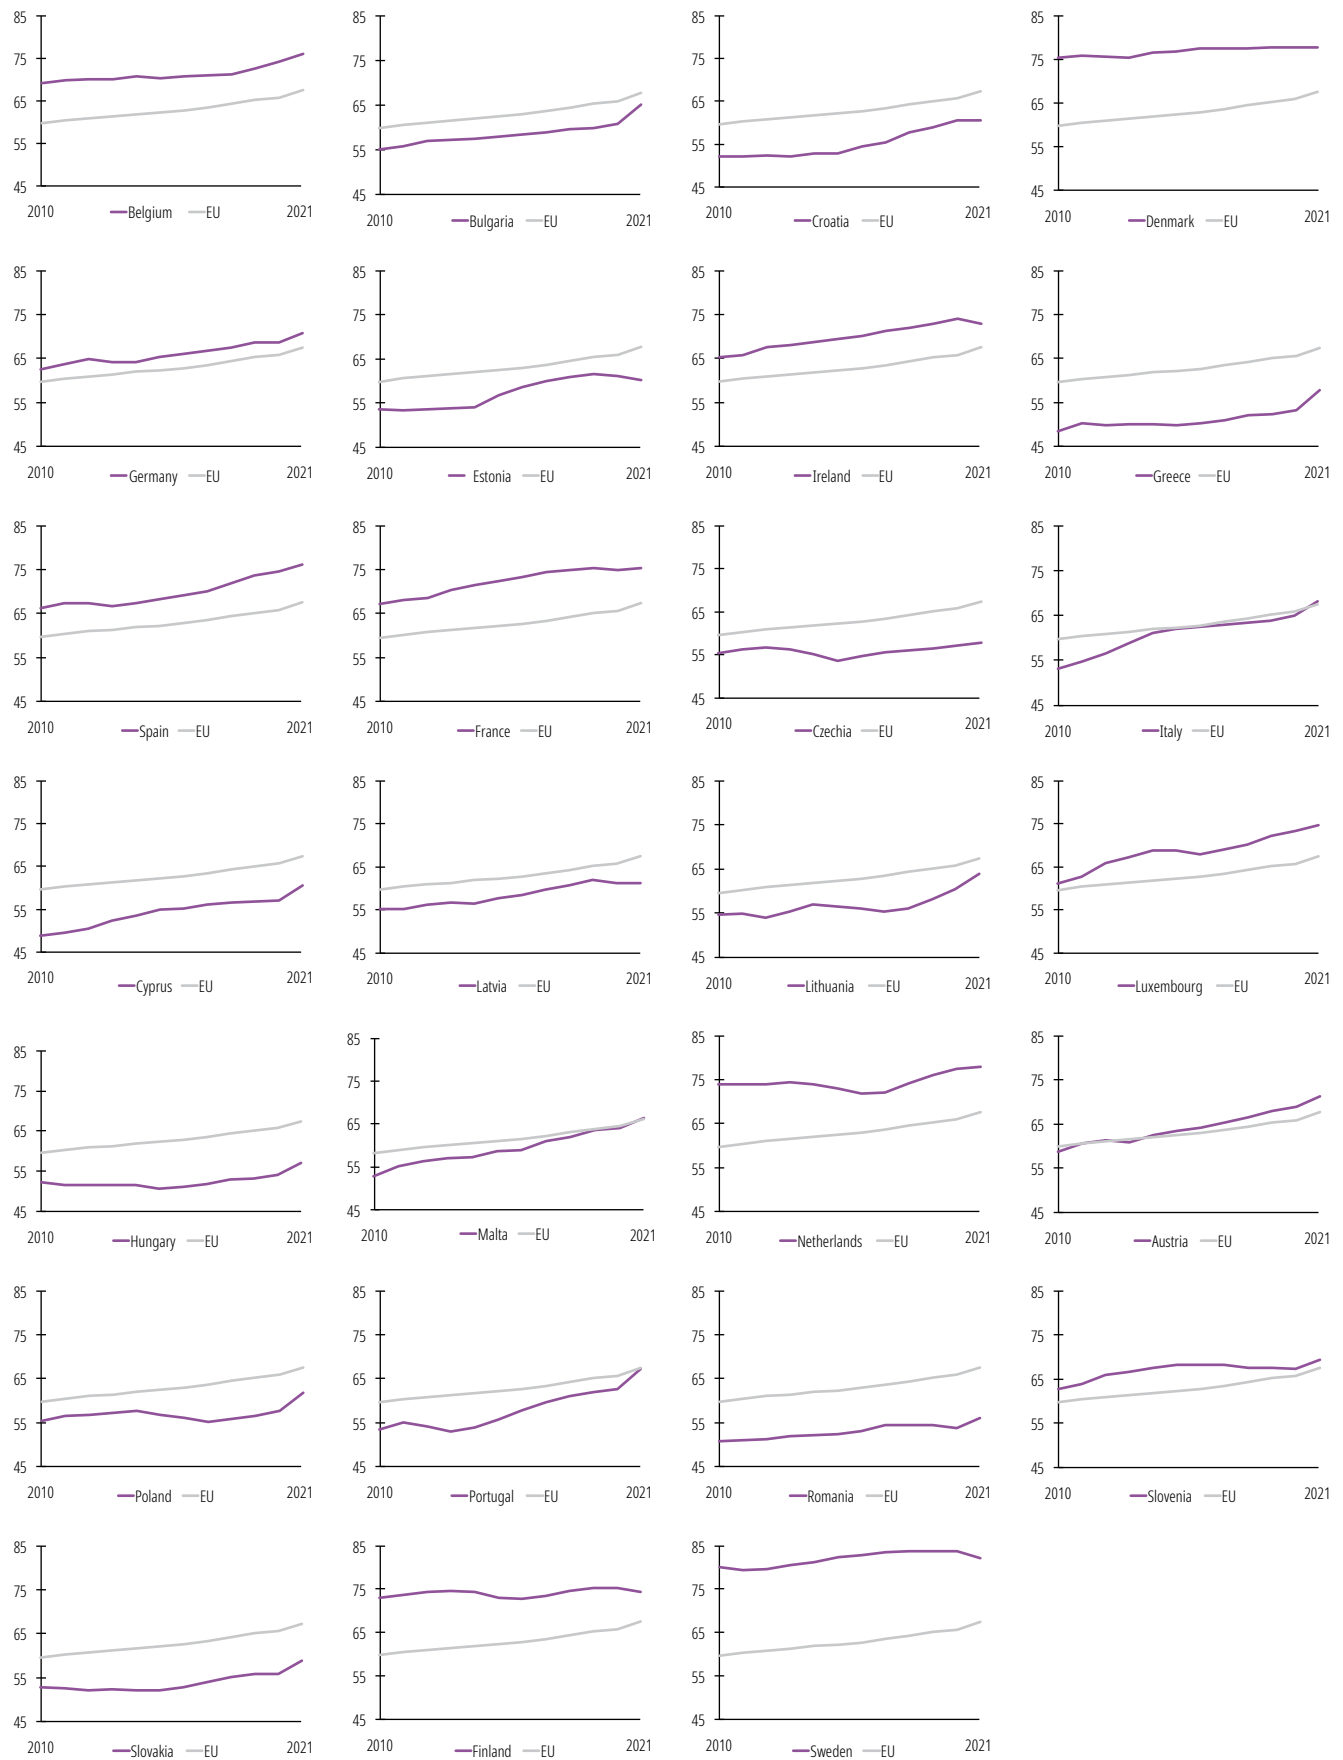 85 85 85 85
75 75 75 75
65 65 65 65
55 55 55 55
45 45 45 45
2010 Belgium EU 2021 2010 Bulgaria EU 2021 2010 Croatia EU 2021 2010 Denmark EU 2021
85 85 85 85
75 75 75 75
65 65 65 65
55 55 55 55
45 45 45 45
2010 Germany EU 2021 2010 Estonia EU 2021 2010 Ireland EU 2021 2010 Greece EU 2021
85 85 85 85
75 75 75 75
65 65 65 65
55 55 55 55
45 45 45 45
2010 Spain EU 2021 2010 France EU 2021 2010 Czechia EU 2021 2010 Italy EU 2021
85 85 85 85
75 75 75 75
65 65 65 65
55 55 55 55
45 45 45 45
2010 Cyprus EU 2021 2010 Latvia EU 2021 2010 Lithuania EU 2021 2010 Luxembourg EU 2021
85 85 85 85
75 75 75 75
65 65 65 65
55 55 55 55
45 45 45 45
2010 Hungary EU 2021 2010 Malta EU 2021 2010 Netherlands EU 2021 2010 Austria EU 2021
85 85 85 85
75 75 75 75
65 65 65 65
55 55 55 55
45 45 45 45
2010 Poland EU 2021 2010 Portugal EU 2021 2010 Romania EU 2021 2010 Slovenia EU 2021
85 85 85
75 75 75
65 65 65
55 55 55
45 45 45
2010 Slovakia EU 2021 2010 Finland EU 2021 2010 Sweden EU 2021